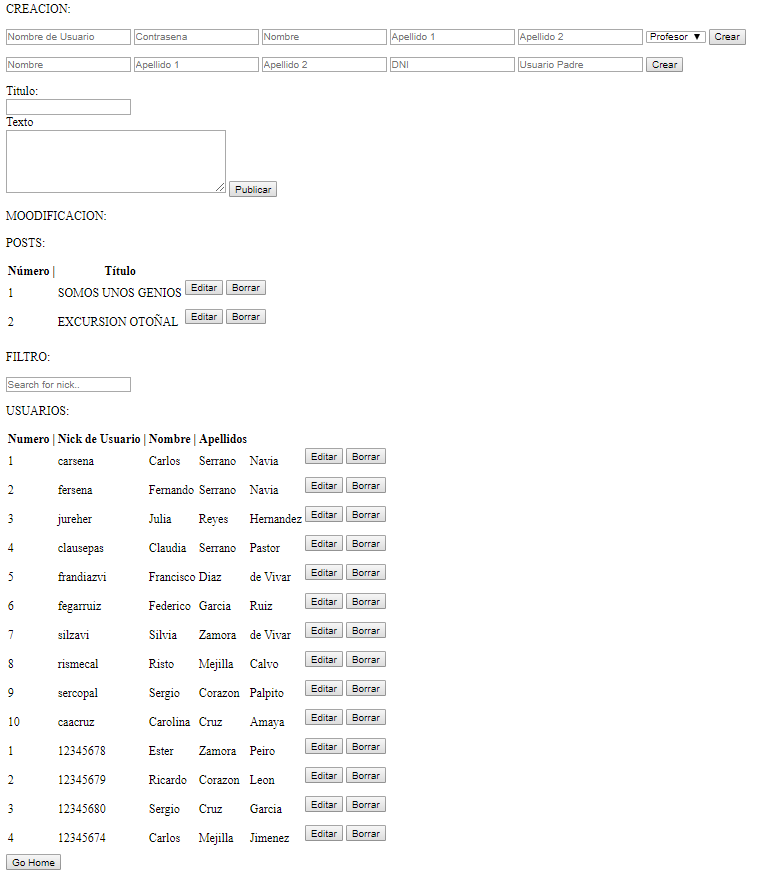 CREACION:
Nombre de Usuario Contrasena Nombre Apellido 1 Apellido 2 Profesor ▼ Crear
Nombre Apellido 1 Apellido 2 DNI Usuario Padre Crear
Titulo:
Texto
Publicar
MOODIFICACION:
POSTS:
Número | Título
1 SOMOS UNOS GENIOS Editar Borrar
2 EXCURSION OTOÑAL Editar Borrar
FILTRO:
Search for nick..
USUARIOS:
Numero | Nick de Usuario | Nombre | Apellidos
1 carsena Carlos Serrano Navia Editar Borrar
2 fersena Fernando Serrano Navia Editar Borrar
3 jureher Julia Reyes Hernandez Editar Borrar
4 clausepas Claudia Serrano Pastor Editar Borrar
5 frandiazvi Francisco Diaz de Vivar Editar Borrar
6 fegarruiz Federico Garcia Ruiz Editar Borrar
7 silzavi Silvia Zamora de Vivar Editar Borrar
8 rismecal Risto Mejilla Calvo Editar Borrar
9 sercopal Sergio Corazon Palpito Editar Borrar
10 caacruz Carolina Cruz Amaya Editar Borrar
1 12345678 Ester Zamora Peiro Editar Borrar
2 12345679 Ricardo Corazon Leon Editar Borrar
3 12345680 Sergio Cruz Garcia Editar Borrar
4 12345674 Carlos Mejilla Jimenez Editar Borrar
Go Home